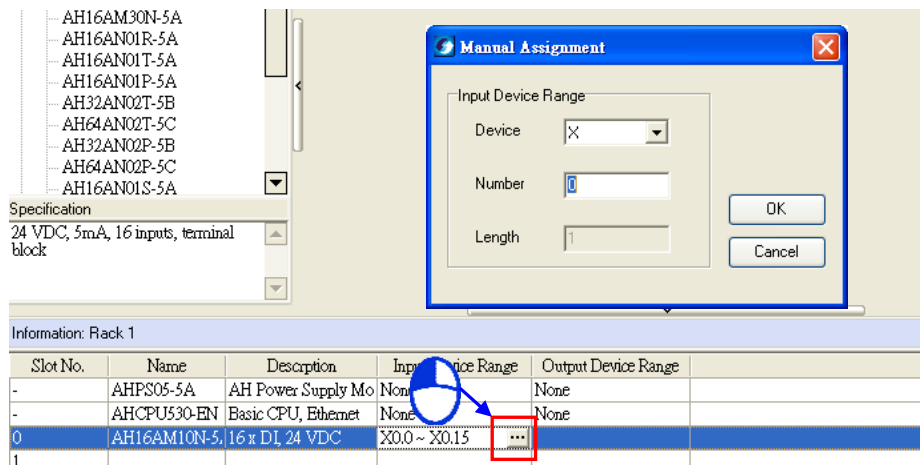 AH16AM30N-5A
AH16AN01R-5A
AH16AN01T-5A
AH16AN01P-5A
AH32AN02T-5B
AH64AN02T-5C
AH32AN02P-5B
AH64AN02P-5C
AH16AN01S-5A
Specification
24 VDC, 5mA, 16 inputs, terminal
block
Manual Assignment
Input Device Range
Device X
Number 0
Length 1
OK
Cancel
Information: Rack 1
Slot No. Name Descrption Range Output Device Range
- AHPS05-5A AH Power Supply Mo None None
- AHCPU530-EN Basic CPU, Ethernet None None
0 AH16AM10N-5. 16 x DI, 24 VDC X0.0 ~ X0.15 ...
1